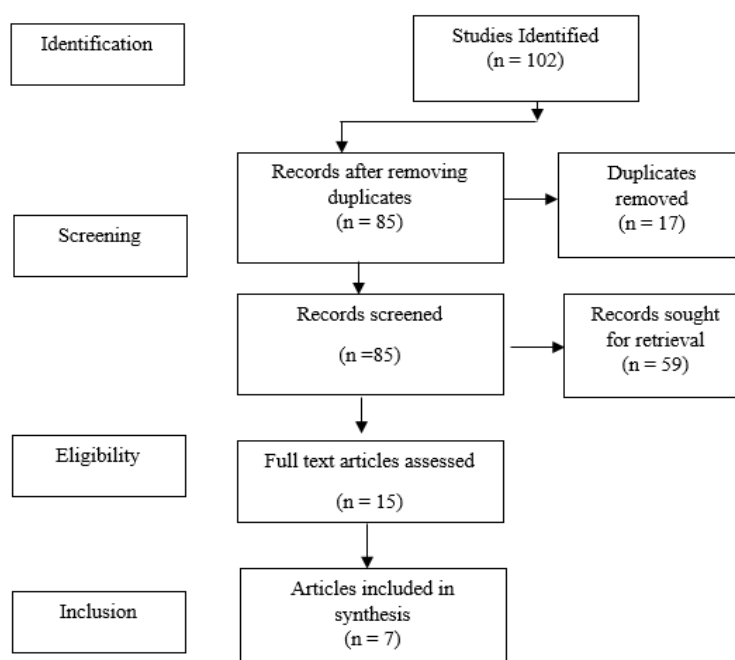 Identification
Studies Identified
(n = 102)
Records after removing
duplicates
(n = 85)
Duplicates
removed
(n = 17)
Screening
Records screened
(n =85)
Records sought
for retrieval
(n = 59)
Eligibility
Full text articles assessed
(n = 15)
Inclusion
Articles included in
synthesis
(n = 7)